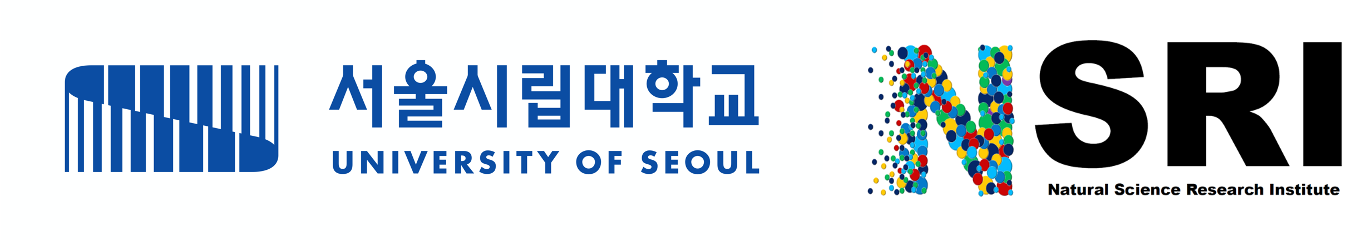 서울시립대학교
UNIVERSITY OF SEOUL
NSRI
Natural Science Research Institute